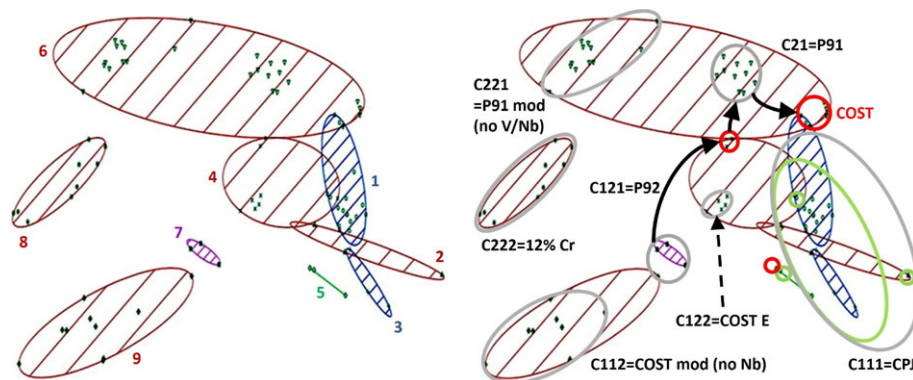 6
4
1
8
7
2
5
3
9
C21=P91
C221
=P91 mod
(no V/Nb)
COST
C121=P92
C222=12% Cr
C122=COST E
C112=COST mod (no Nb)
C111=CPJ